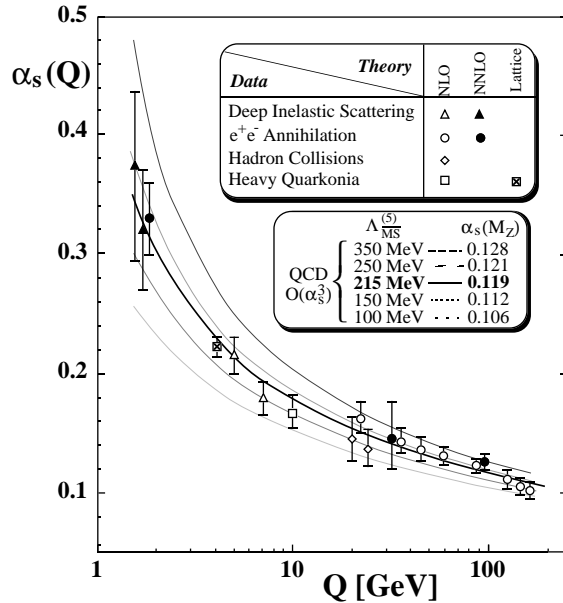 0.5
α_s(Q)
Theory
Data
NLO
NNLO
Lattice
Deep Inelastic Scattering
e⁺e⁻ Annihilation
Hadron Collisions
Heavy Quarkonia
0.4
Λ_MS^(5) α_s(M_Z)
QCD
O(α_s³)
350 MeV 0.128
250 MeV 0.121
215 MeV 0.119
150 MeV 0.112
100 MeV 0.106
0.3
0.2
0.1
1 10 100
Q [GeV]